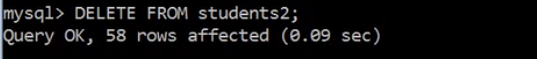 mysql> DELETE FROM students2;
Query OK, 58 rows affected (0.09 sec)